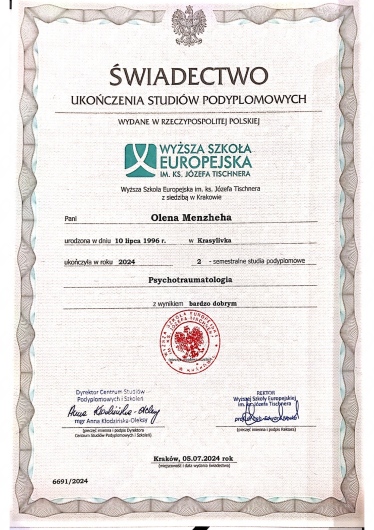 ŚWIADECTWO
UKOŃCZENIA STUDIÓW PODYPLOMOWYCH
WYDANE W RZECZYPOSPOLITEJ POLSKIEJ
WYŻSZA SZKOŁA
EUROPEJSKA
IM. KS. JÓZEFA TISCHNERA
Wyższa Szkoła Europejska im. ks. Józefa Tischnera
z siedzibą w Krakowie
Pani Olena Menzheha
urodzona w dniu 10 lipca 1996 r. w Krasylivka
ukończyła w roku 2024 2 - semestralne studia podyplomowe
Psychotraumatologia
z wynikiem bardzo dobrym
Dyrektor Centrum Studiów
Podyplomowych i Szkoleń
mgr Anna Kłodzińska-Oleksy
(pieczęć imienna i podpis Dyrektora
Centrum Studiów Podyplomowych i Szkoleń)
REKTOR
Wyższej Szkoły Europejskiej
im. ks. Józefa Tischnera
(pieczęć imienna i podpis Rektora)
Kraków, 05.07.2024 rok
(miejscowość i data wydania świadectwa)
6691/2024